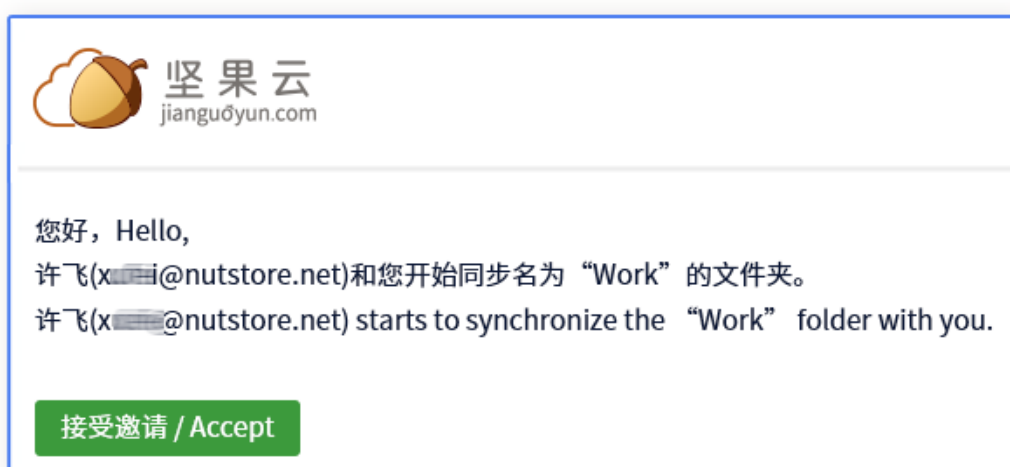 坚果云
jianguoyun.com
您好，Hello,
许飞(x i@nutstore.net)和您开始同步名为“Work”的文件夹。
许飞(x @nutstore.net) starts to synchronize the “Work” folder with you.
接受邀请 / Accept